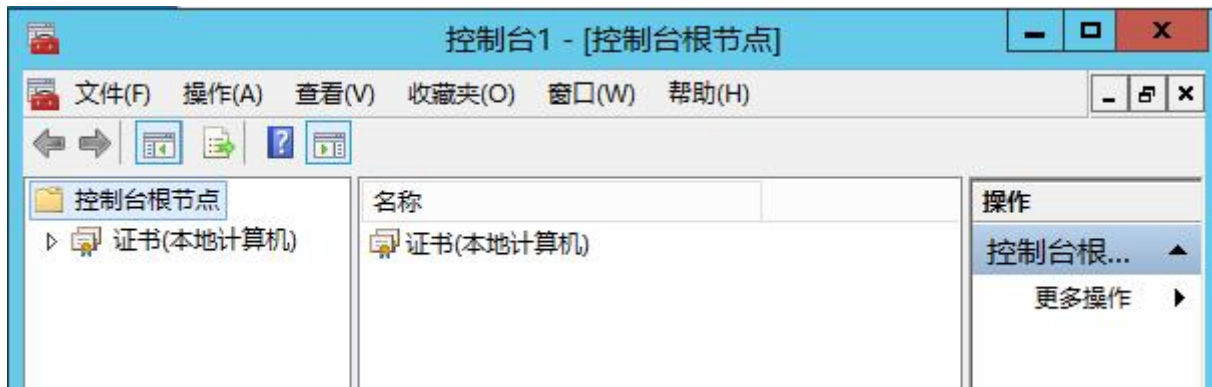 控制台1 - [控制台根节点]
文件(F) 操作(A) 查看(V) 收藏夹(O) 窗口(W) 帮助(H)
控制台根节点
证书(本地计算机)
名称
证书(本地计算机)
操作
控制台根...
更多操作